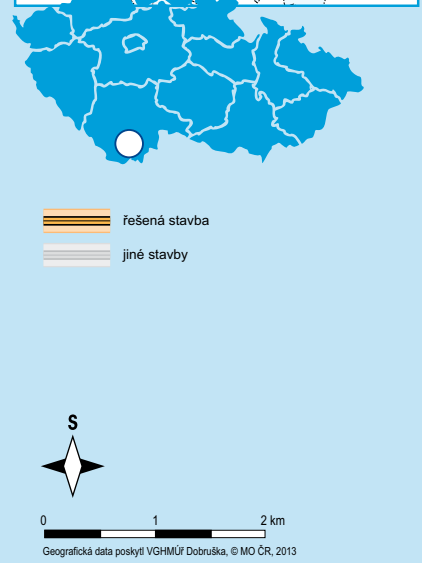 řešená stavba
jiné stavby
S
0 1 2 km
Geografická data poskytl VGHMÚř Dobruška, © MO ČR, 2013